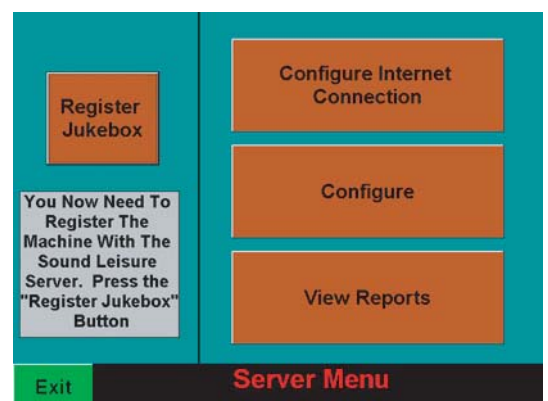 Register
Jukebox
You Now Need To
Register The
Machine With The
Sound Leisure
Server. Press the
"Register Jukebox"
Button
Configure Internet
Connection
Configure
View Reports
Exit
Server Menu